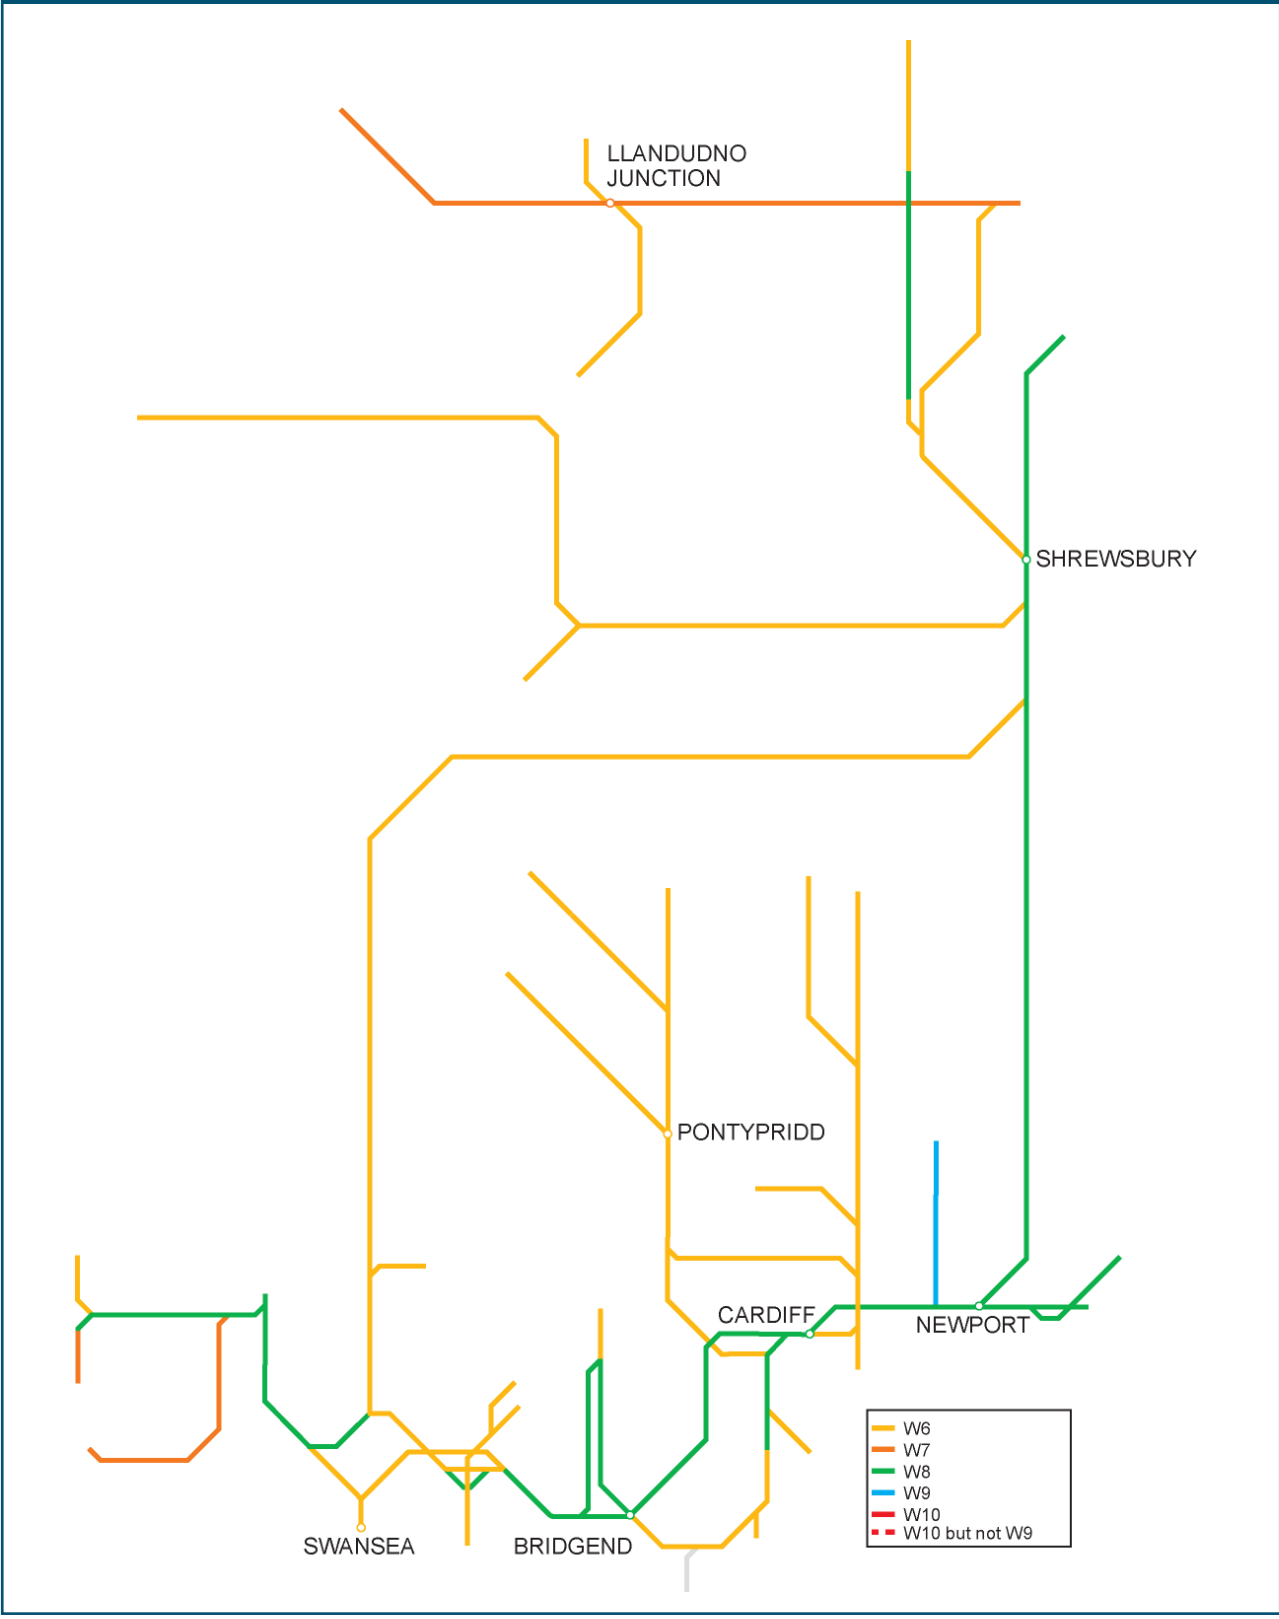 LLANDUDNO
JUNCTION
SHREWSBURY
PONTYPRIDD
CARDIFF
NEWPORT
SWANSEA
BRIDGEND
W6
W7
W8
W9
W10
W10 but not W9